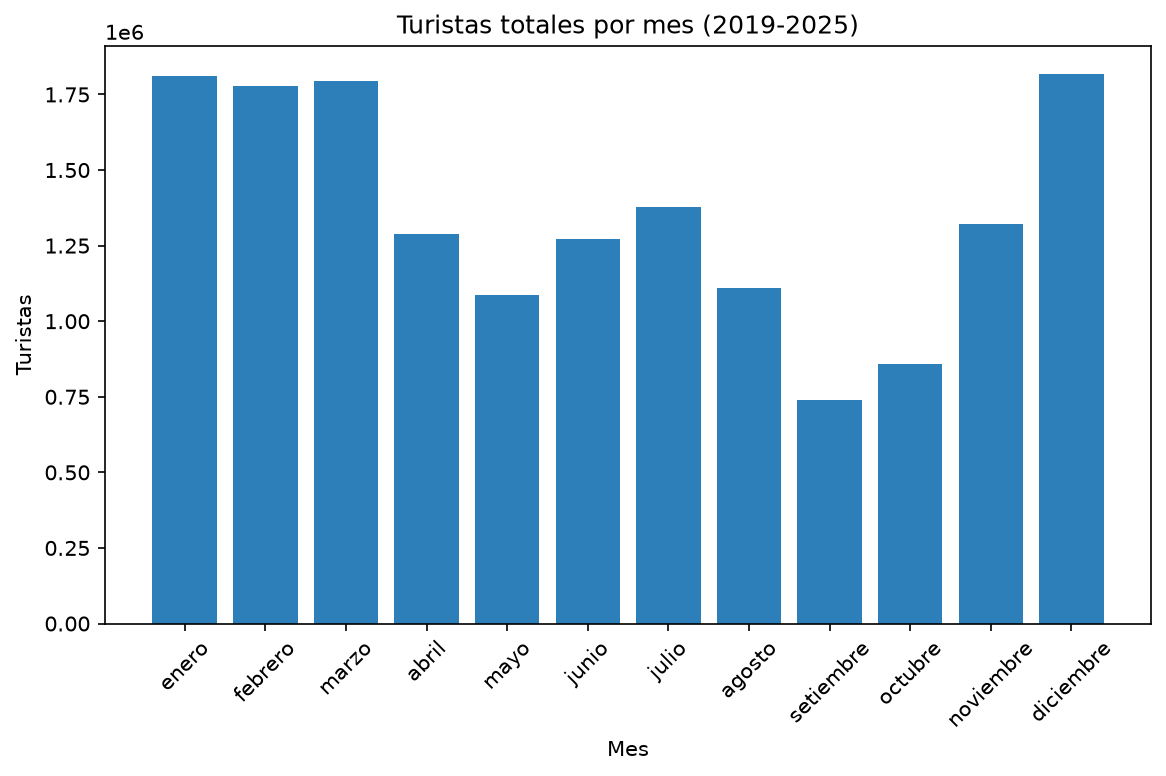 Turistas totales por mes (2019-2025)
1e6
1.75
1.50
1.25
1.00
0.75
0.50
0.25
0.00
Turistas
enero
febrero
marzo
abril
mayo
junio
julio
agosto
setiembre
octubre
noviembre
diciembre
Mes